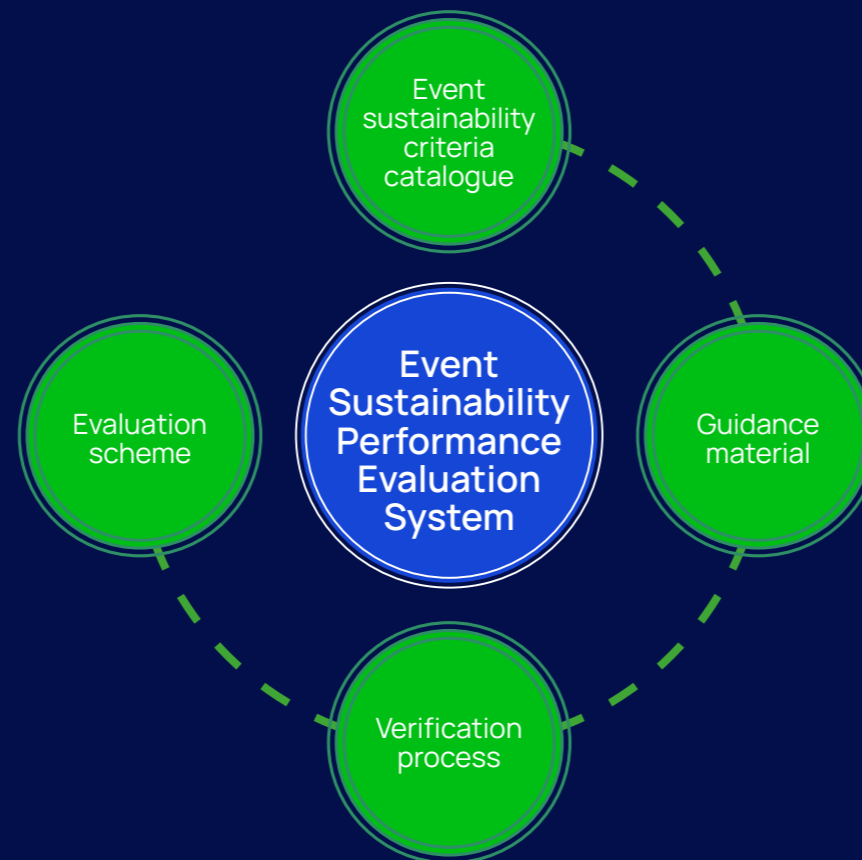 Event
sustainability
criteria
catalogue
Event
Sustainability
Performance
Evaluation
System
Evaluation
scheme
Guidance
material
Verification
process